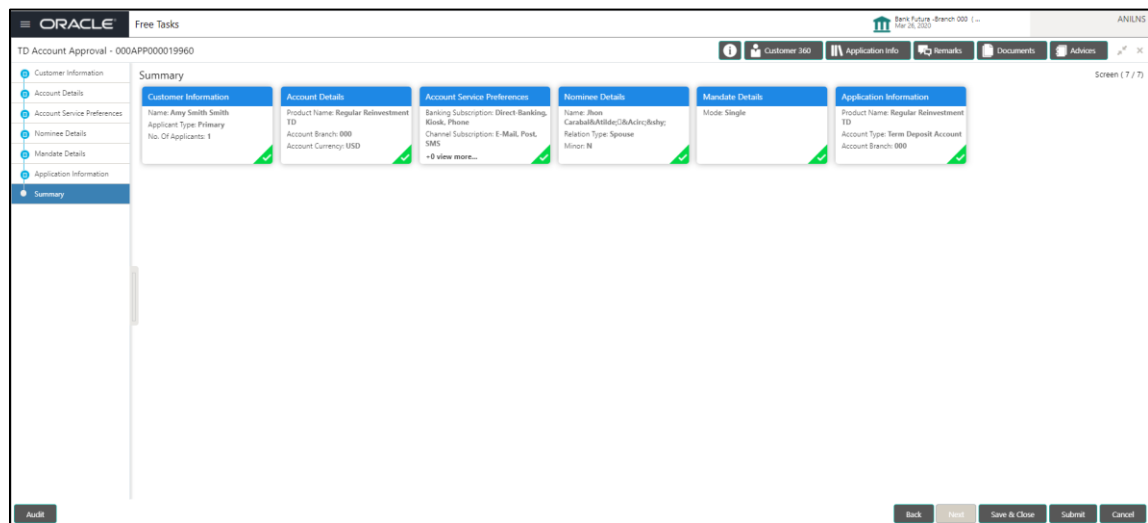 ORACLE
Free Tasks
Bank Futura -Branch 000 ( ...
Mar 26, 2020
ANILNS
TD Account Approval - 000APP000019960
Customer 360
Application Info
Remarks
Documents
Advices
Customer Information
Account Details
Account Service Preferences
Nominee Details
Mandate Details
Application Information
Summary
Summary
Screen ( 7 / 7)
Customer Information
Name: Amy Smith Smith
Applicant Type: Primary
No. Of Applicants: 1
Account Details
Product Name: Regular Reinvestment
TD
Account Branch: 000
Account Currency: USD
Account Service Preferences
Banking Subscription: Direct-Banking,
Kiosk, Phone
Channel Subscription: E-Mail, Post,
SMS
+0 view more...
Nominee Details
Name: Jhon
Carabal&Atilde;&#402;&Acirc;&shy;
Relation Type: Spouse
Minor: N
Mandate Details
Mode: Single
Application Information
Product Name: Regular Reinvestment
TD
Account Type: Term Deposit Account
Account Branch: 000
Audit
Back
Next
Save & Close
Submit
Cancel